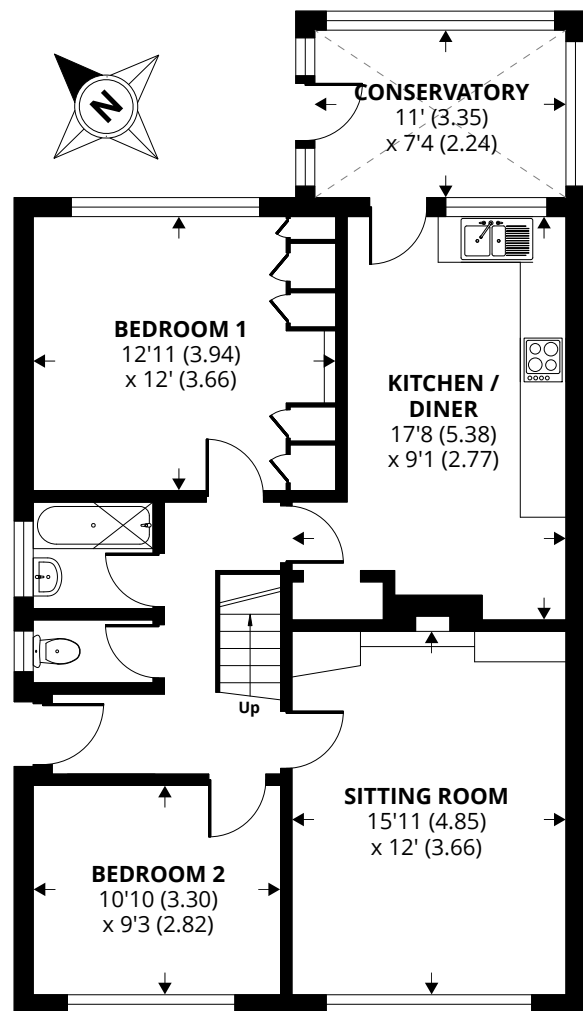 N
CONSERVATORY
11' (3.35)
x 7'4 (2.24)
BEDROOM 1
12'11 (3.94)
x 12' (3.66)
KITCHEN /
DINER
17'8 (5.38)
x 9'1 (2.77)
Up
SITTING ROOM
15'11 (4.85)
x 12' (3.66)
BEDROOM 2
10'10 (3.30)
x 9'3 (2.82)